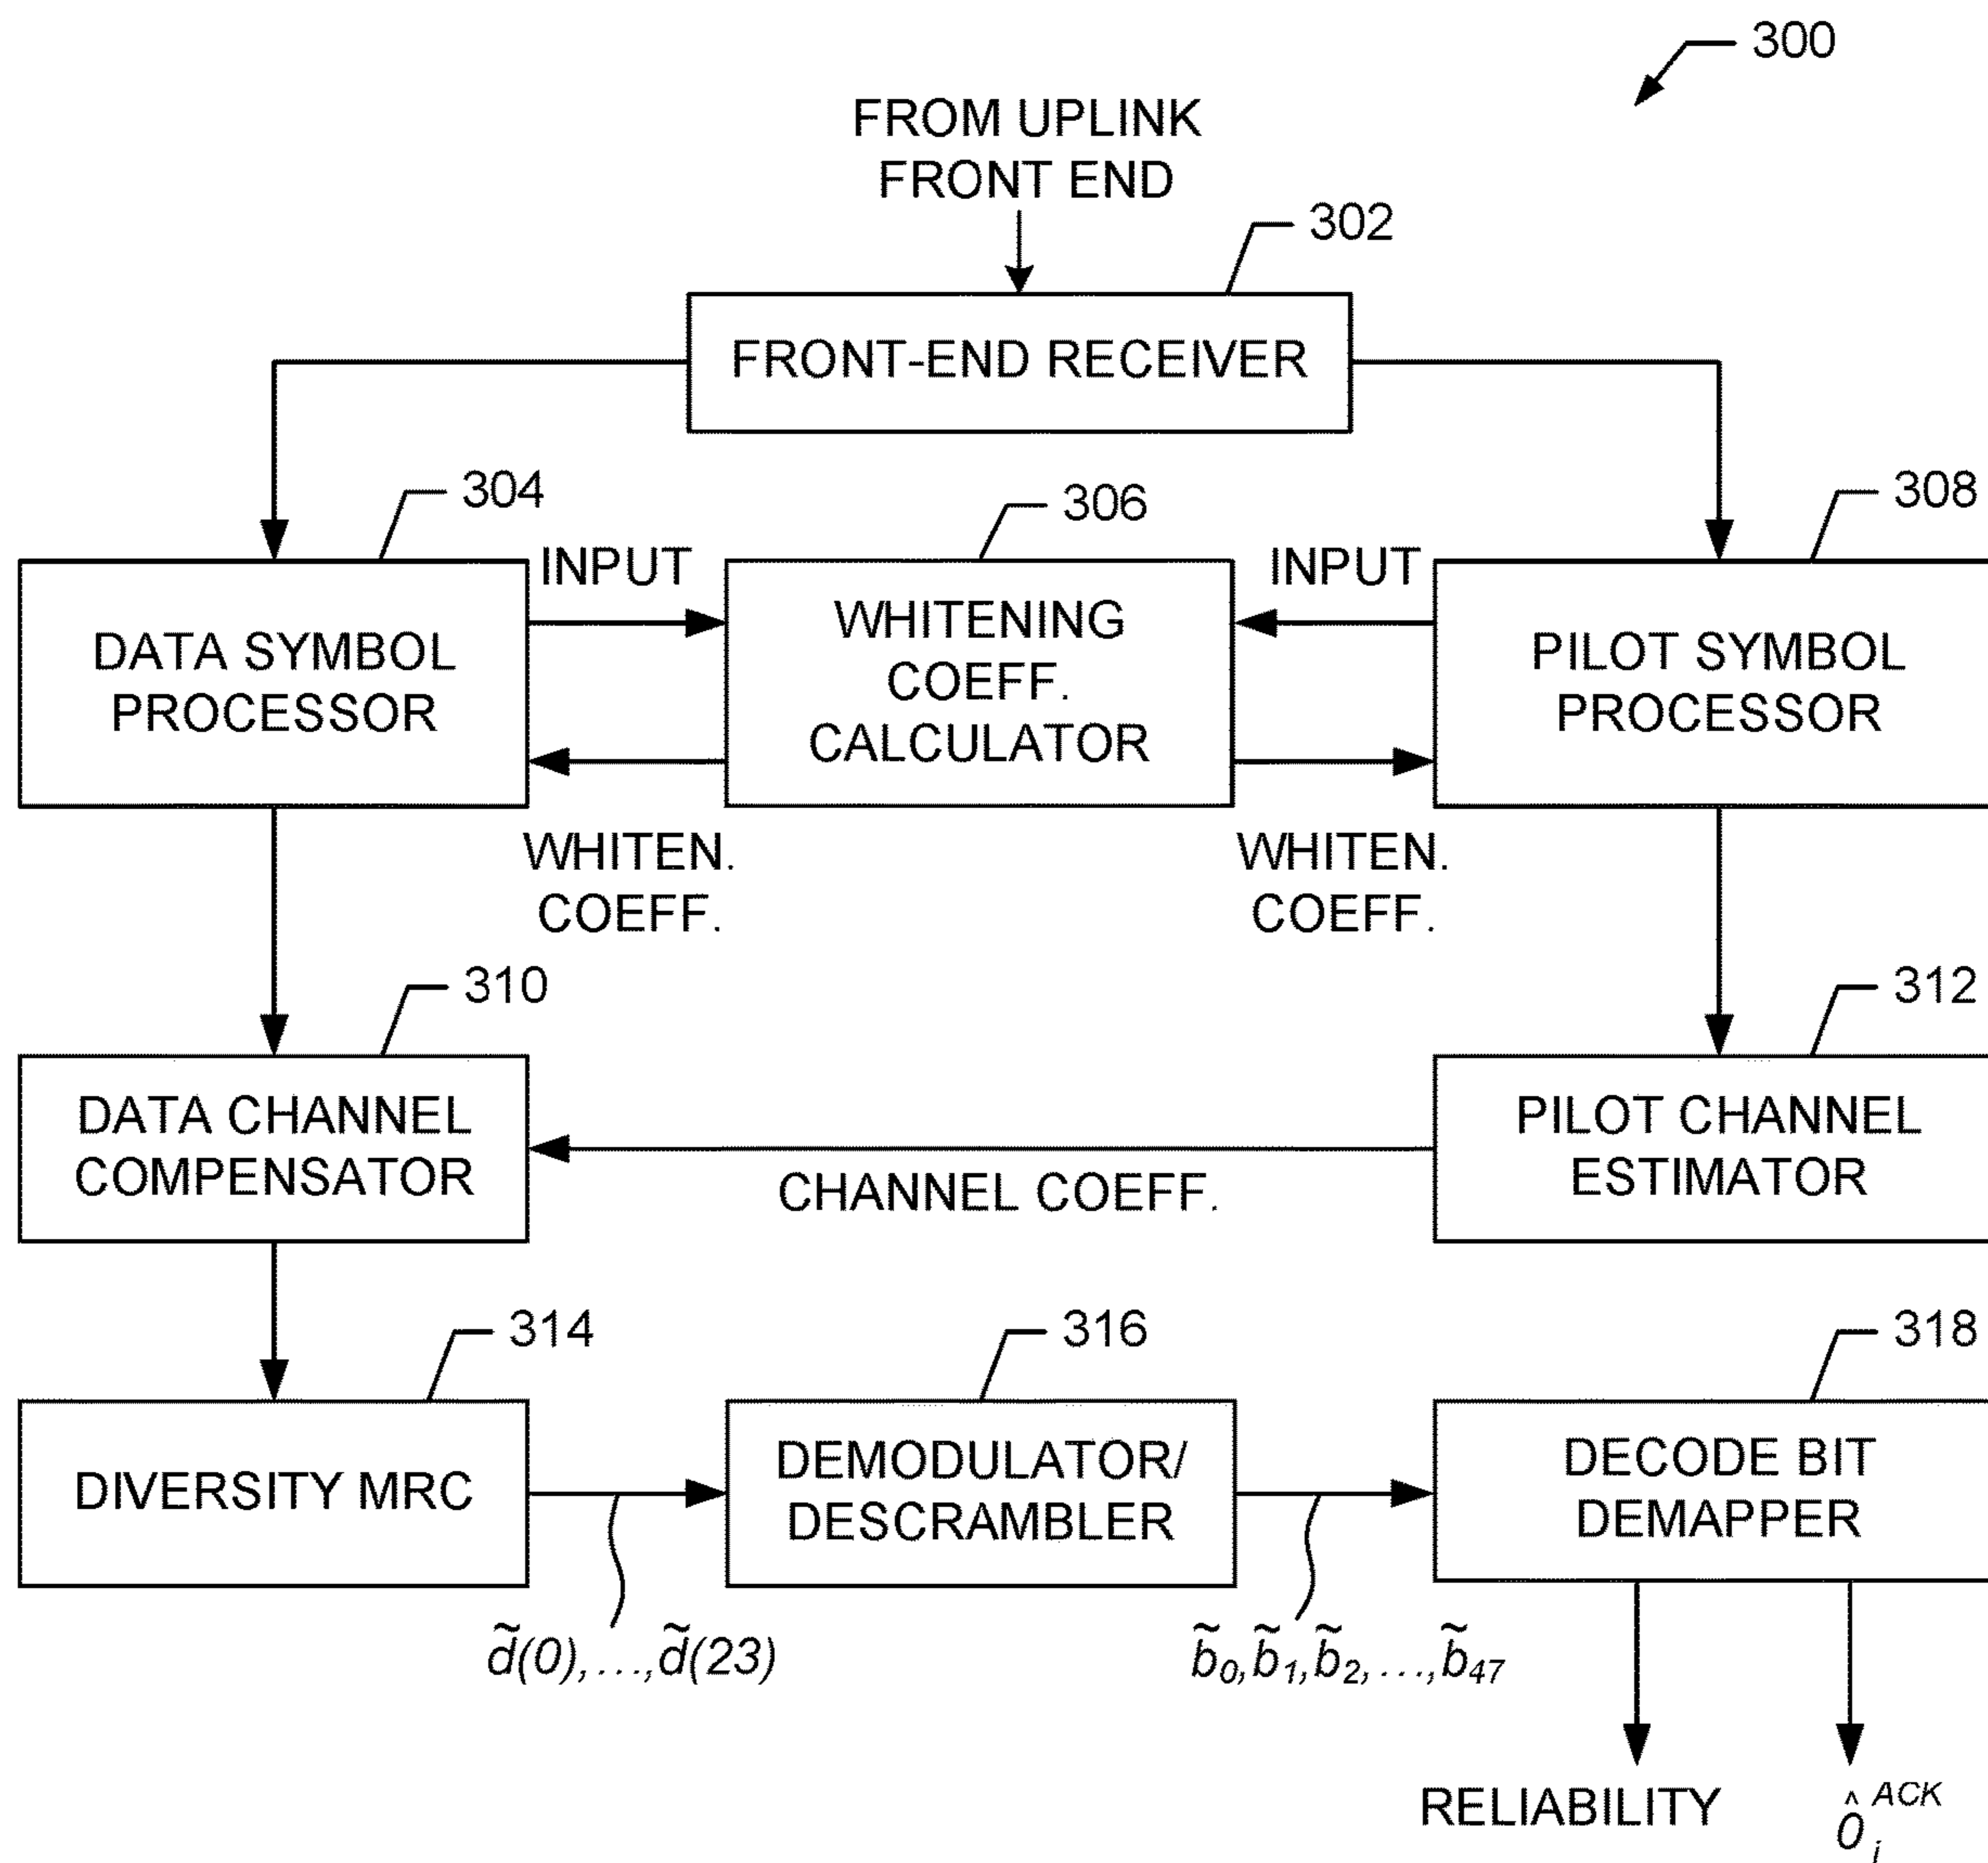 300
FROM UPLINK
FRONT END
302
FRONT-END RECEIVER
304
306
308
INPUT
INPUT
DATA SYMBOL
PROCESSOR
WHITENING
COEFF.
CALCULATOR
PILOT SYMBOL
PROCESSOR
WHITEN.
COEFF.
WHITEN.
COEFF.
310
312
DATA CHANNEL
COMPENSATOR
PILOT CHANNEL
ESTIMATOR
CHANNEL COEFF.
314
316
318
DIVERSITY MRC
DEMODULATOR/
DESCRAMBLER
DECODE BIT
DEMAPPER
d̃(0),...,d̃(23)
b̃₀,b̃₁,b̃₂,...,b̃₄₇
RELIABILITY
ô_i^ACK